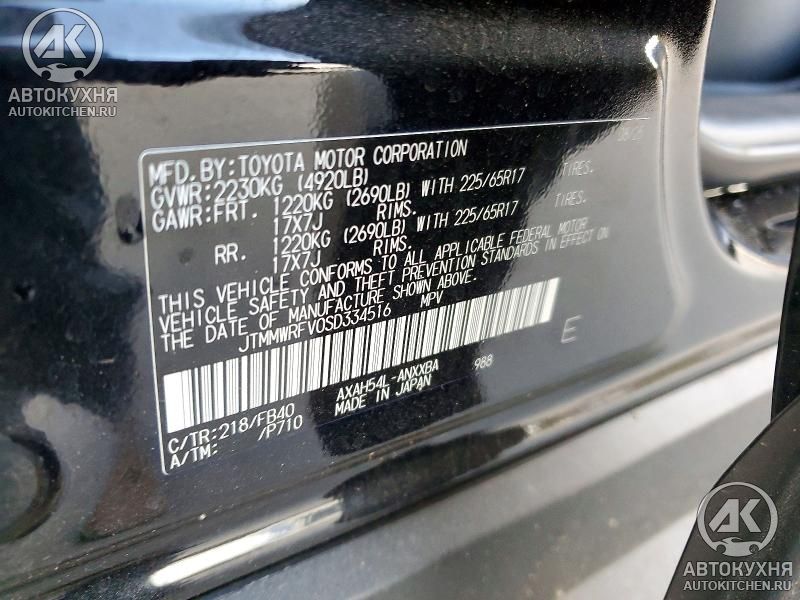 АК
АВТОКУХНЯ
AUTOKITCHEN.RU
MFD. BY: TOYOTA MOTOR CORPORATION
GVWR: 2230KG (4920LB)
GAWR: FRT. 1220KG (2690LB) WITH 225/65R17 TIRES.
17X7J RIMS.
RR. 1220KG (2690LB) WITH 225/65R17 TIRES.
17X7J RIMS.
THIS VEHICLE CONFORMS TO ALL APPLICABLE FEDERAL MOTOR
VEHICLE SAFETY AND THEFT PREVENTION STANDARDS IN EFFECT ON
THE DATE OF MANUFACTURE SHOWN ABOVE.
JTMMWRFV0SD334516 MPV
E
C/TR: 218/FB40 AXAH54L-ANXXBA 988
A/TM: /P710 MADE IN JAPAN
АК
АВТОКУХНЯ
AUTOKITCHEN.RU